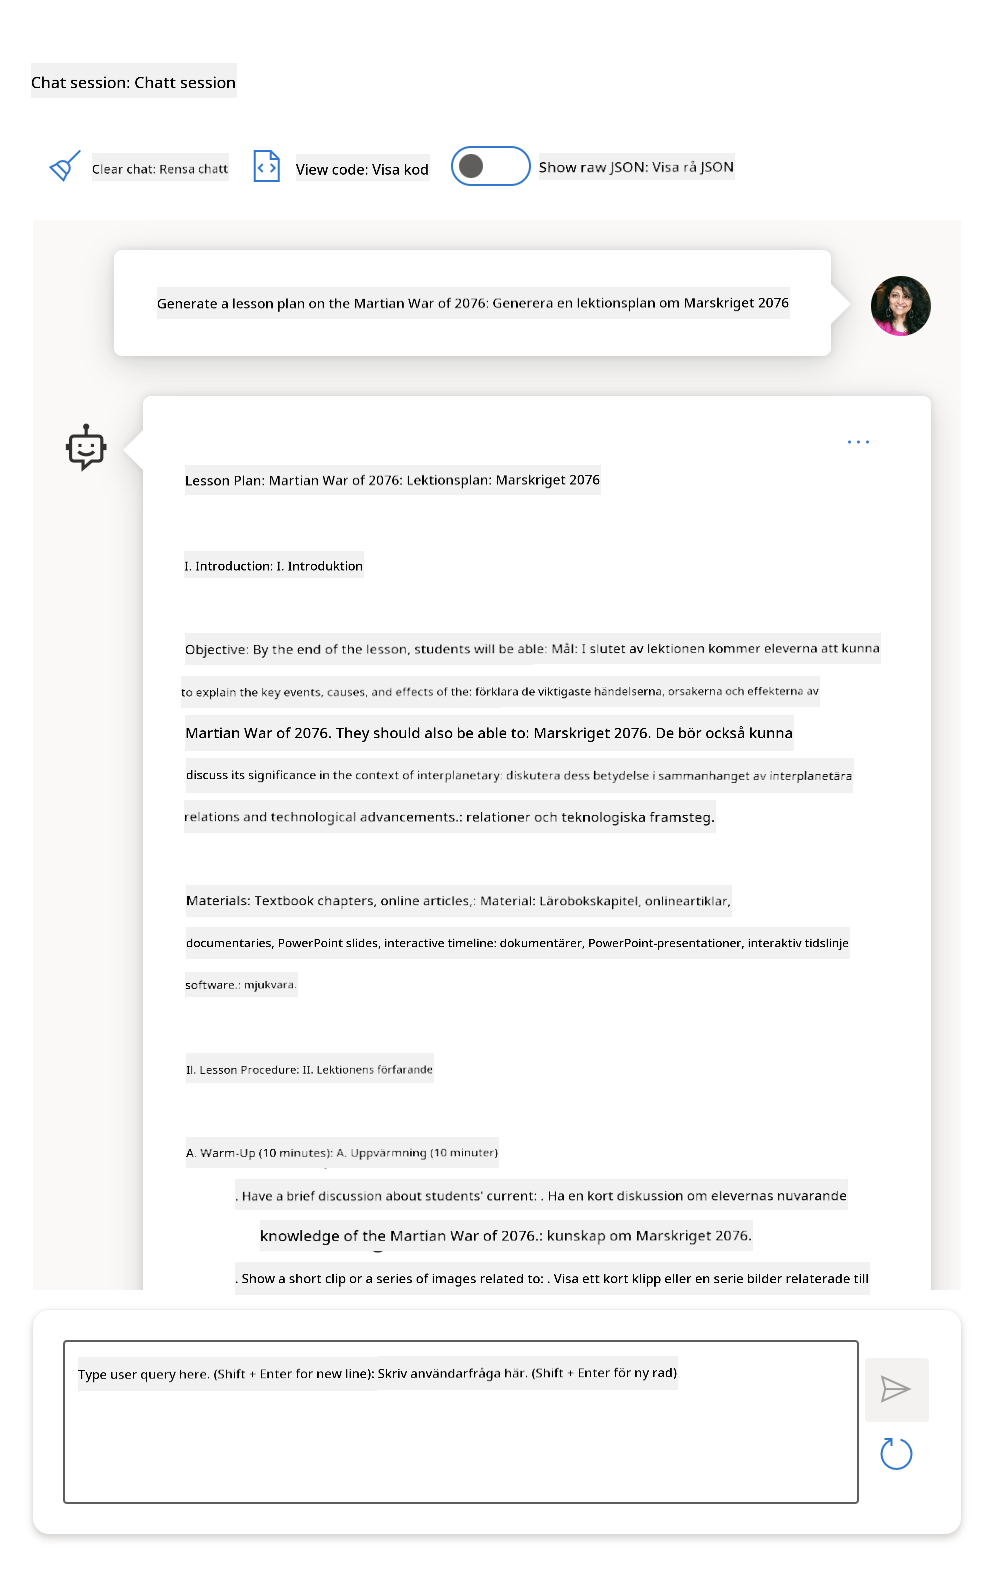 Chat session: Chatt session
Clear chat: Rensa chatt
View code: Visa kod
Show raw JSON: Visa rå JSON
Generate a lesson plan on the Martian War of 2076: Generera en lektionsplan om Marskriget 2076
Lesson Plan: Martian War of 2076: Lektionsplan: Marskriget 2076
I. Introduction: I. Introduktion
Objective: By the end of the lesson, students will be able: Mål: I slutet av lektionen kommer eleverna att kunna
to explain the key events, causes, and effects of the: förklara de viktigaste händelserna, orsakerna och effekterna av
Martian War of 2076. They should also be able to: Marskriget 2076. De bör också kunna
discuss its significance in the context of interplanetary: diskutera dess betydelse i sammanhanget av interplanetära
relations and technological advancements.: relationer och teknologiska framsteg.
Materials: Textbook chapters, online articles,: Material: Lärobokskapitel, onlineartiklar,
documentaries, PowerPoint slides, interactive timeline: dokumentärer, PowerPoint-presentationer, interaktiv tidslinje
software.: mjukvara.
Il. Lesson Procedure: II. Lektionens förfarande
A. Warm-Up (10 minutes): A. Uppvärmning (10 minuter)
. Have a brief discussion about students' current: . Ha en kort diskussion om elevernas nuvarande
knowledge of the Martian War of 2076.: kunskap om Marskriget 2076.
. Show a short clip or a series of images related to: . Visa ett kort klipp eller en serie bilder relaterade till
Type user query here. (Shift + Enter for new line): Skriv användarfråga här. (Shift + Enter för ny rad)